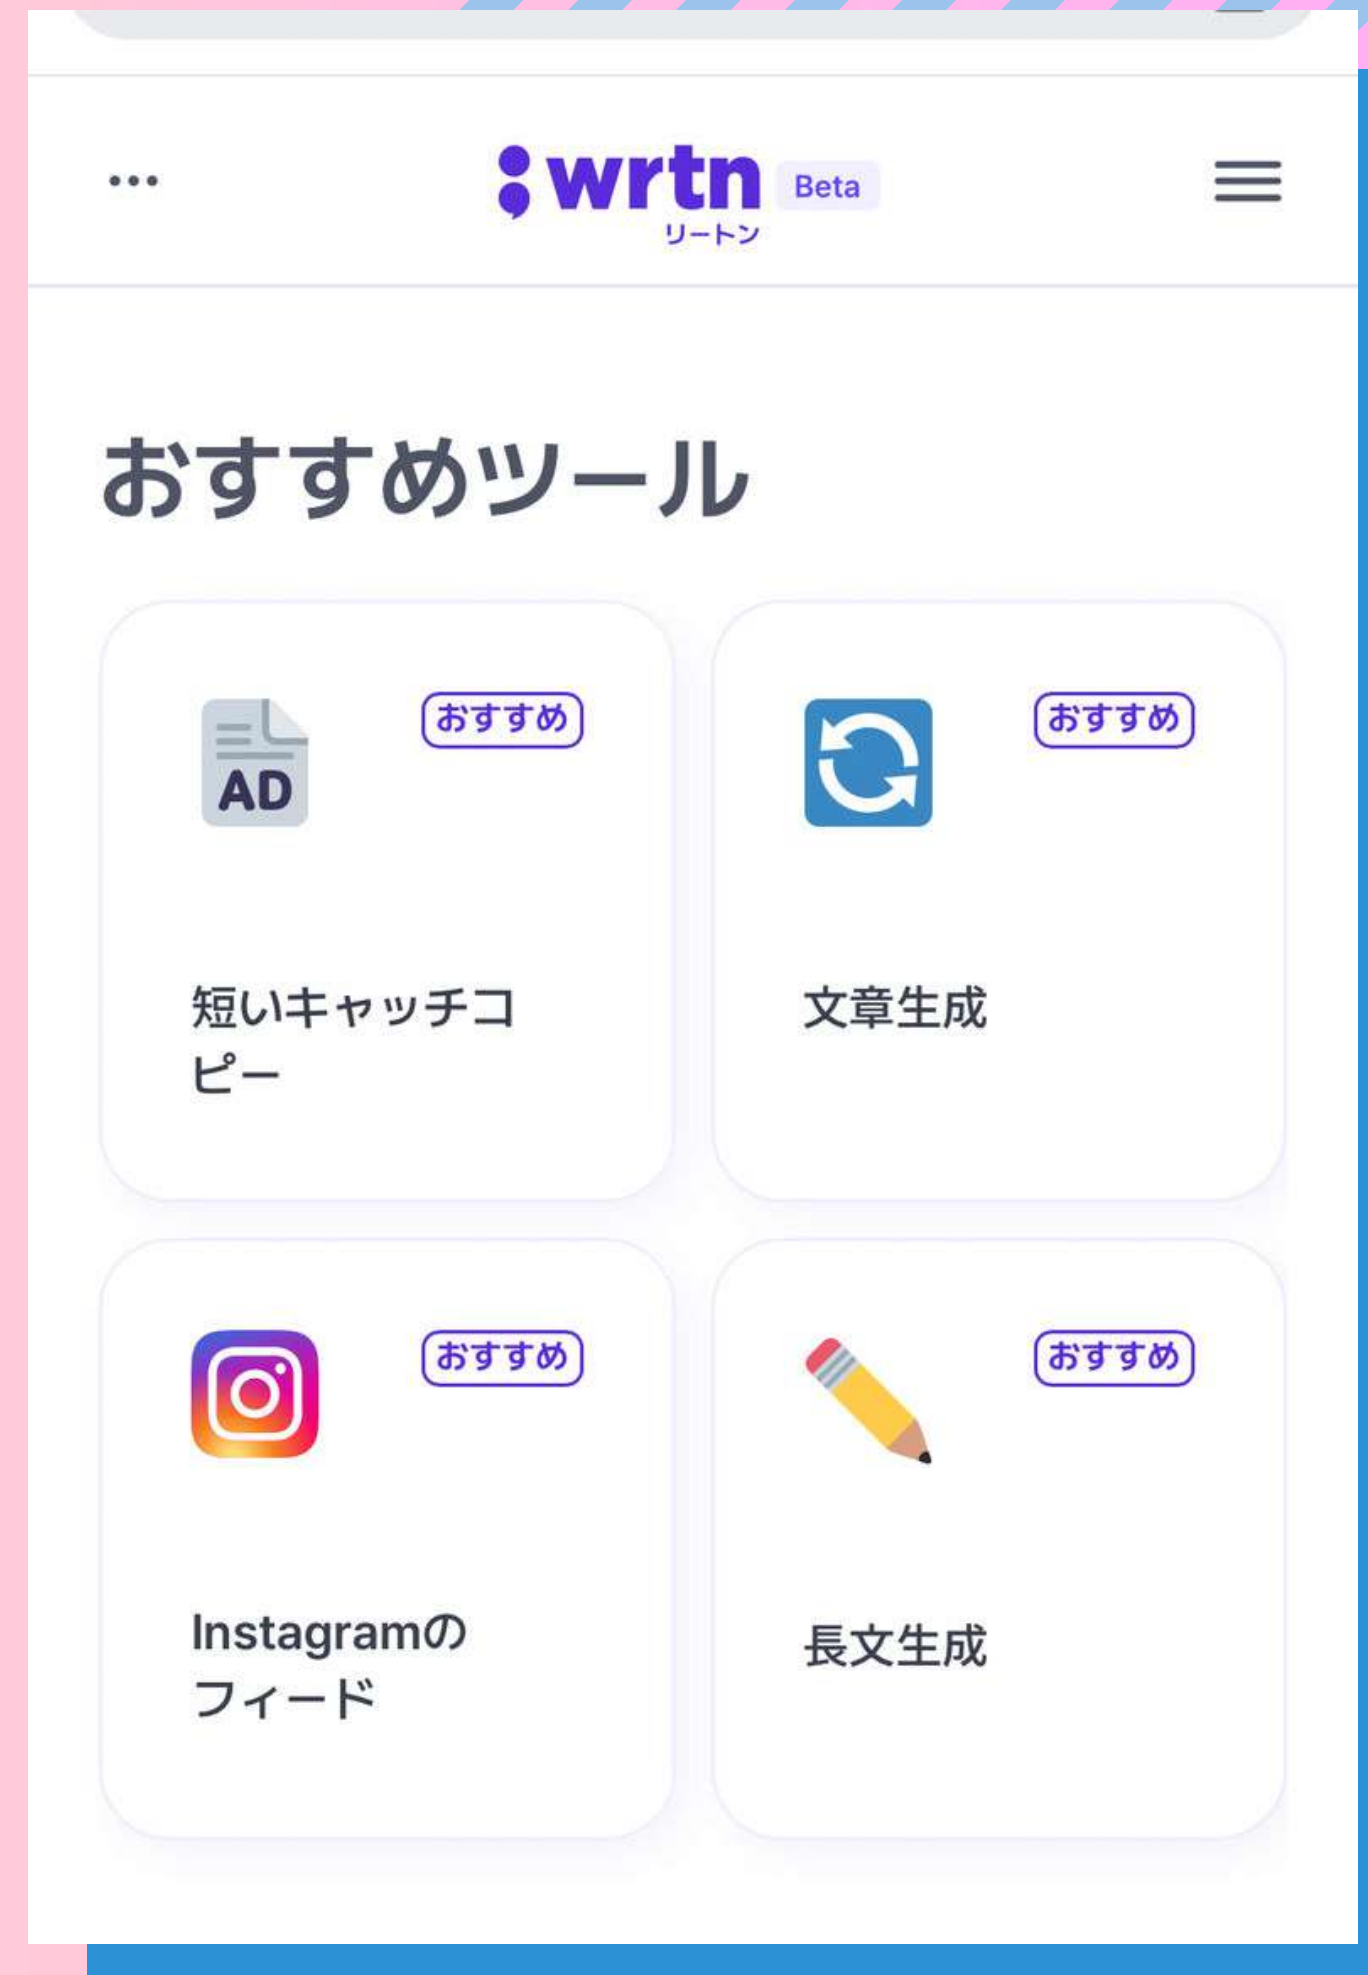 wrtn Beta
リートン
おすすめツール
おすすめ
AD
短いキャッチコ
ピー
おすすめ
文章生成
おすすめ
Instagramの
フィード
おすすめ
長文生成